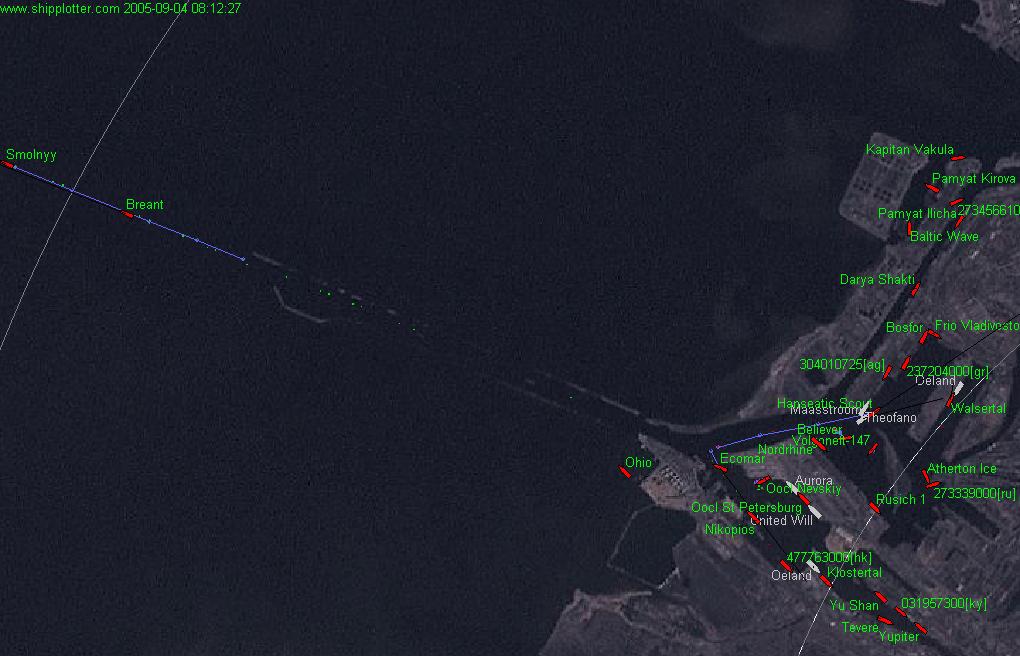 www.shipplotter.com 2005-09-04 08:12:27
Kapitan Vakula
Smolnyy
Pamyat Kirova
Breant
Pamyat Ilicha
273456610
Baltic Wave
Darya Shakti
Bosfor
Frio Vladivosto
304010725[ag]
237204000[gr]
Oeland
Hanseatic Scout
Maasstroom
Walsertal
Theofano
Believer
Volgoneft-147
Nordrhine
Ecomar
Ohio
Atherton Ice
Aurora
Oocl Nevskiy
273339000[ru]
Rusich 1
Oocl St Petersburg
United Will
Nikopios
477763000[hk]
Oeland
Klostertal
Yu Shan
031957300[ky]
Tevere
Yupiter